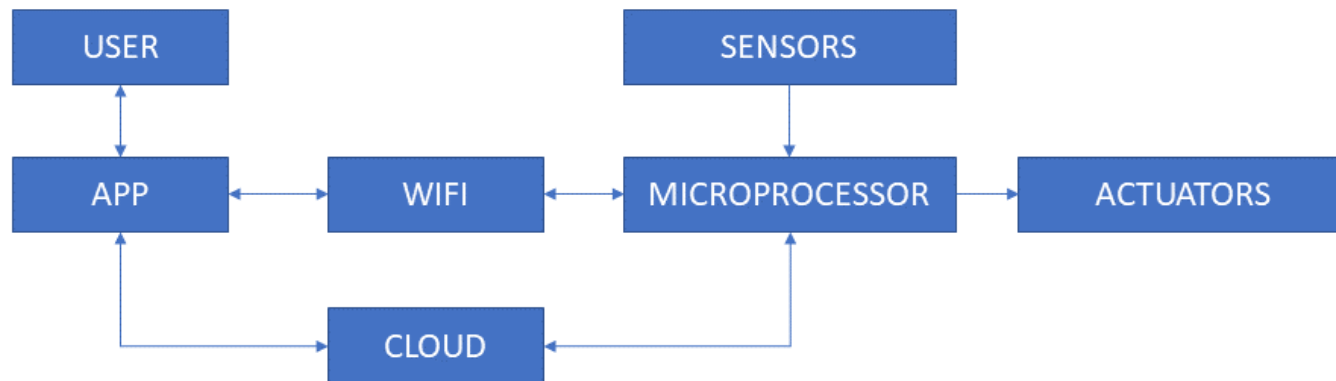 USER
SENSORS
APP
WIFI
MICROPROCESSOR
ACTUATORS
CLOUD